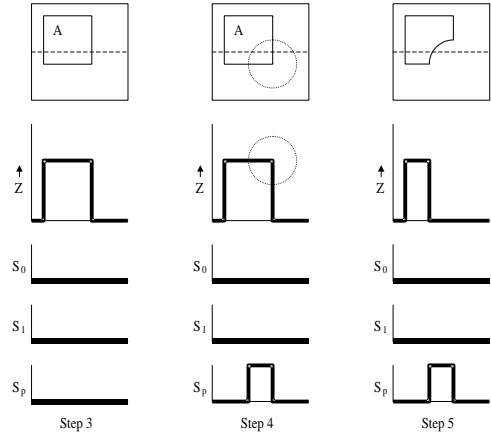 A A
Z Z Z
S0 S0 S0
S1 S1 S1
Sp Sp Sp
Step 3 Step 4 Step 5